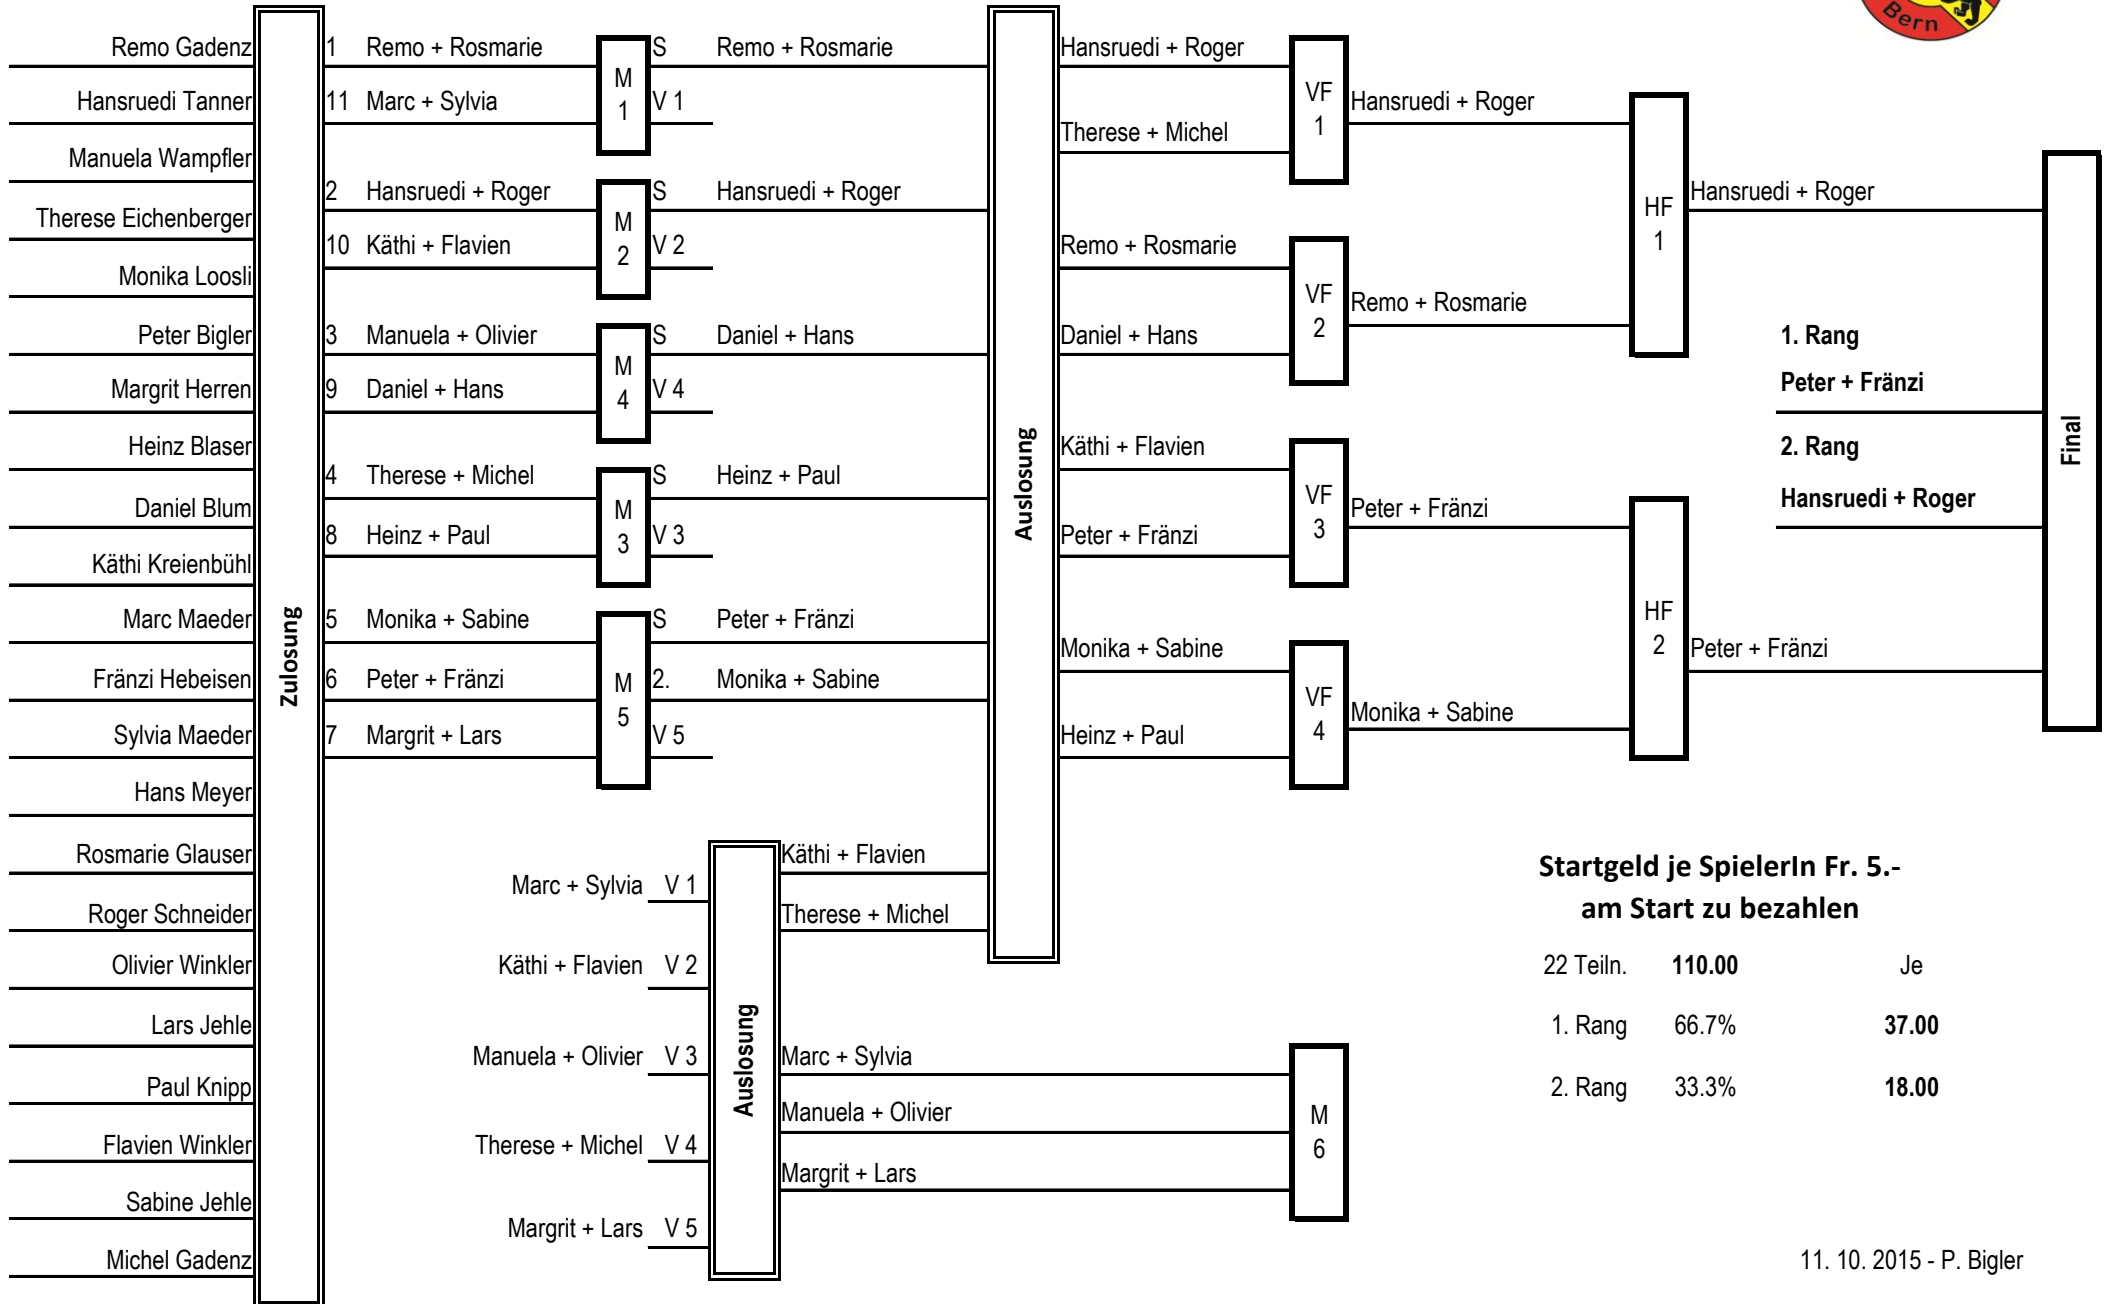 Bern
Remo Gadenz
Hansruedi Tanner
Manuela Wampfler
Therese Eichenberger
Monika Loosli
Peter Bigler
Margrit Herren
Heinz Blaser
Daniel Blum
Käthi Kreienbühl
Marc Maeder
Fränzi Hebeisen
Sylvia Maeder
Hans Meyer
Rosmarie Glauser
Roger Schneider
Olivier Winkler
Lars Jehle
Paul Knipp
Flavien Winkler
Sabine Jehle
Michel Gadenz
Zulosung
1 Remo + Rosmarie
11 Marc + Sylvia
2 Hansruedi + Roger
10 Käthi + Flavien
3 Manuela + Olivier
9 Daniel + Hans
4 Therese + Michel
8 Heinz + Paul
5 Monika + Sabine
6 Peter + Fränzi
7 Margrit + Lars
M
1
M
2
M
4
M
3
M
5
S Remo + Rosmarie
V 1
S Hansruedi + Roger
V 2
S Daniel + Hans
V 4
S Heinz + Paul
V 3
S Peter + Fränzi
2. Monika + Sabine
V 5
Marc + Sylvia V 1
Käthi + Flavien V 2
Manuela + Olivier V 3
Therese + Michel V 4
Margrit + Lars V 5
Auslosung
Käthi + Flavien
Therese + Michel
Marc + Sylvia
Manuela + Olivier
Margrit + Lars
M
6
Auslosung
Hansruedi + Roger
Therese + Michel
Remo + Rosmarie
Daniel + Hans
Käthi + Flavien
Peter + Fränzi
Monika + Sabine
Heinz + Paul
VF
1
VF
2
VF
3
VF
4
Hansruedi + Roger
Remo + Rosmarie
Peter + Fränzi
Monika + Sabine
HF
1
HF
2
Hansruedi + Roger
Peter + Fränzi
1. Rang
Peter + Fränzi
2. Rang
Hansruedi + Roger
Final
Startgeld je SpielerIn Fr. 5.-
am Start zu bezahlen
22 Teiln. 110.00 Je
1. Rang 66.7% 37.00
2. Rang 33.3% 18.00
11. 10. 2015 - P. Bigler